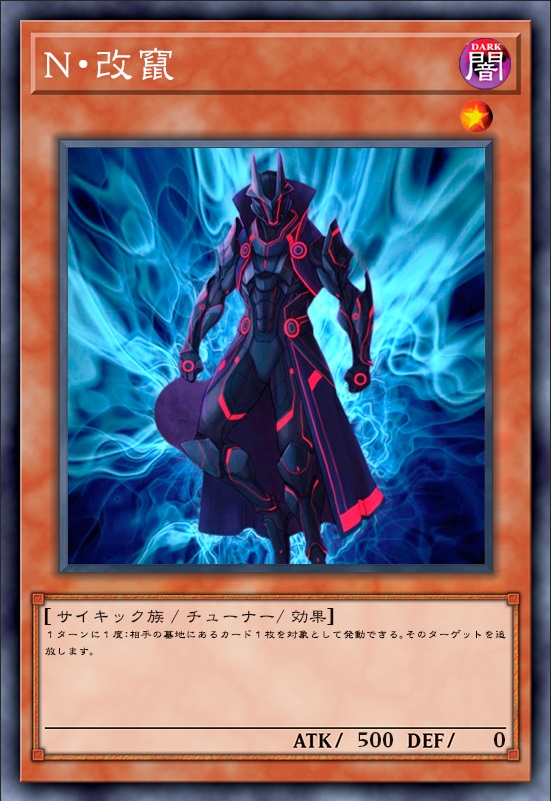 N・改竄
DARK
闇
[ サイキック族 / チューナー/ 効果]
1ターンに1度:相手の墓地にあるカード1枚を対象として発動できる。そのターゲットを追
放します。
ATK/ 500 DEF/ 0